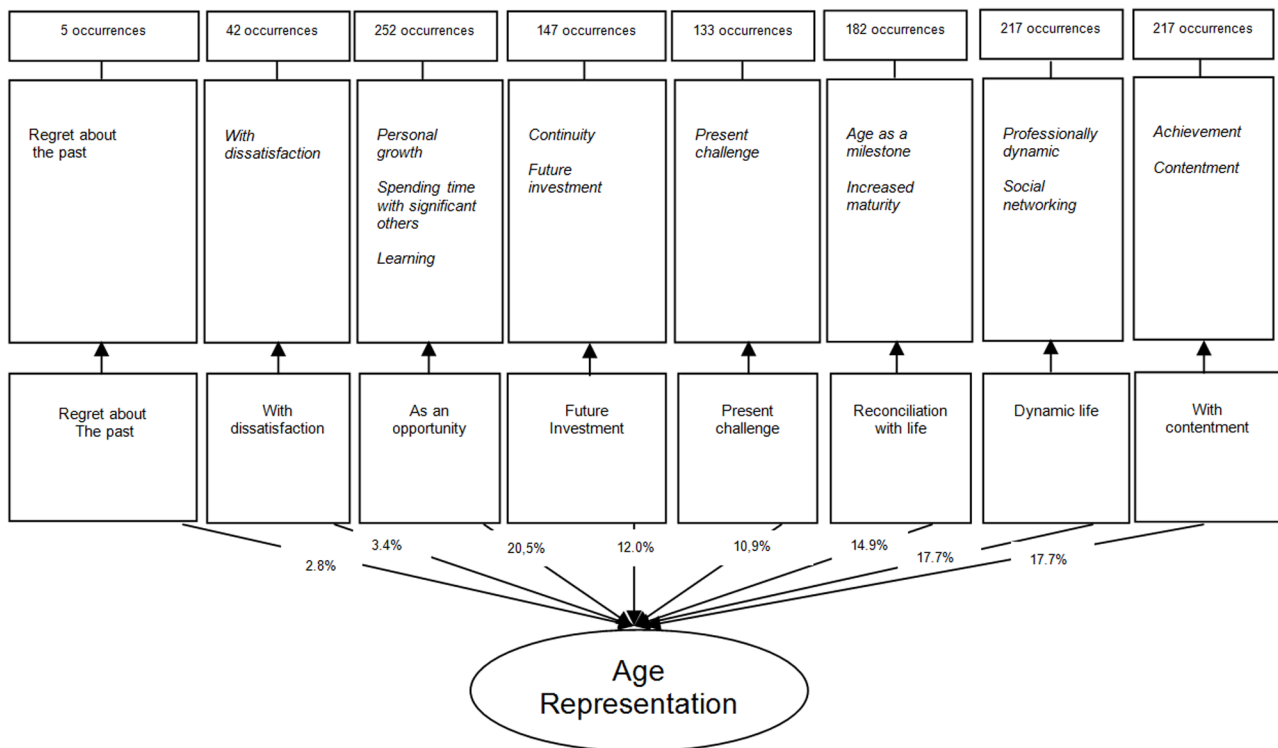 5 occurrences
42 occurrences
252 occurrences
147 occurrences
133 occurrences
182 occurrences
217 occurrences
217 occurrences
Regret about
the past
With
dissatisfaction
Personal
growth
Spending time
with significant
others
Learning
Continuity
Future
investment
Present
challenge
Age as a
milestone
Increased
maturity
Professionally
dynamic
Social
networking
Achievement
Contentment
Regret about
The past
With
dissatisfaction
As an
opportunity
Future
Investment
Present
challenge
Reconciliation
with life
Dynamic life
With
contentment
2.8%
3.4%
20,5%
12.0%
10,9%
14.9%
17.7%
17.7%
Age
Representation